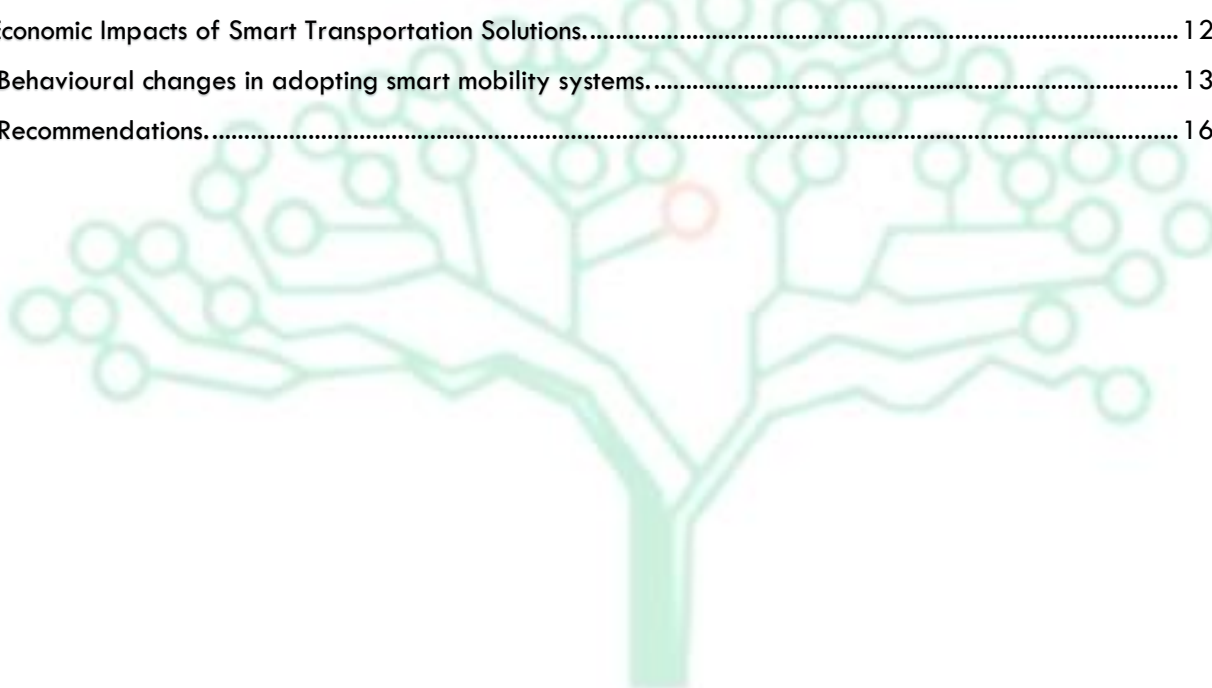 Economic Impacts of Smart Transportation Solutions. ........ 12
Behavioural changes in adopting smart mobility systems. ........ 13
Recommendations. ........ 16